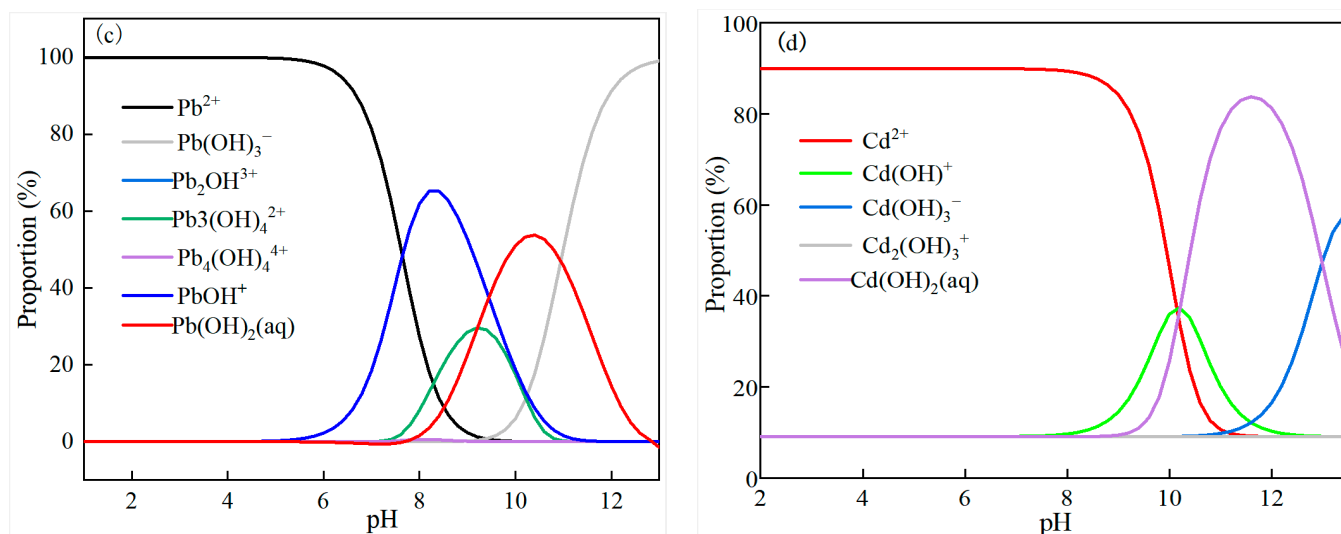 (c)
100
80
60
40
20
0
Proportion (%)
Pb²⁺
Pb(OH)₃⁻
Pb₂OH³⁺
Pb3(OH)₄²⁺
Pb₄(OH)₄⁴⁺
PbOH⁺
Pb(OH)₂(aq)
2 4 6 8 10 12
pH
(d)
100
80
60
40
20
0
Proportion (%)
Cd²⁺
Cd(OH)⁺
Cd(OH)₃⁻
Cd₂(OH)₃⁺
Cd(OH)₂(aq)
2 4 6 8 10 12
pH